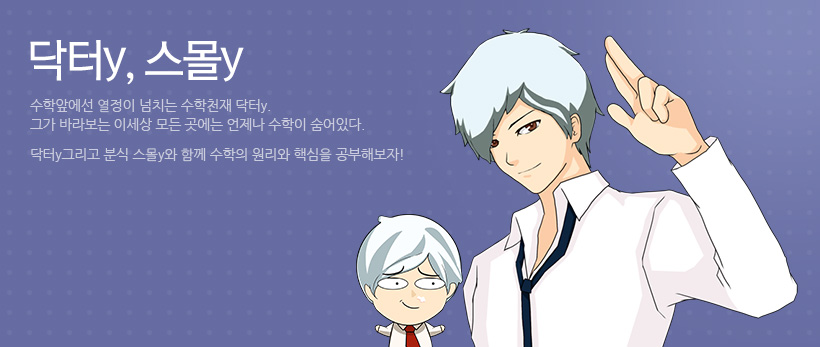 닥터y, 스몰y
수학앞에선 열정이 넘치는 수학천재 닥터y.
그가 바라보는 이세상 모든 곳에는 언제나 수학이 숨어있다.
닥터y그리고 분식 스몰y와 함께 수학의 원리와 핵심을 공부해보자!